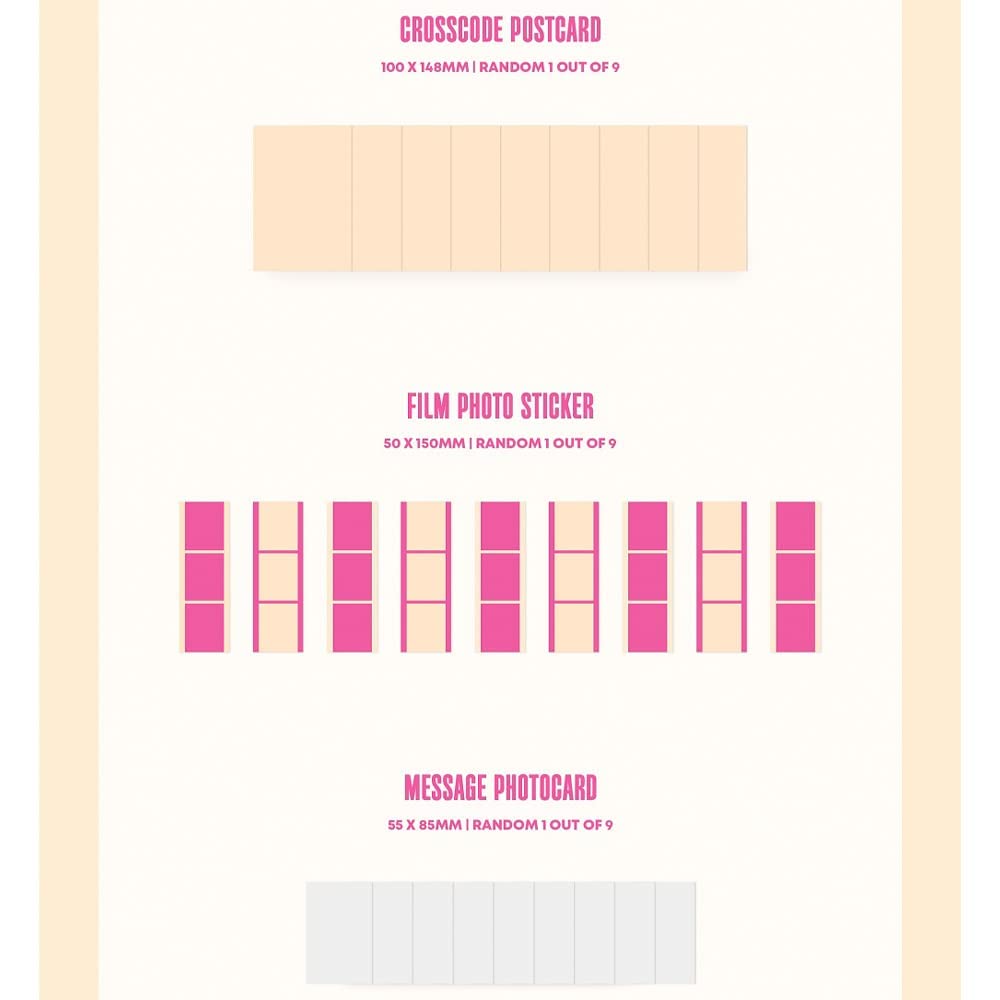 CROSSCODE POSTCARD
100 X 148MM | RANDOM 1 OUT OF 9
FILM PHOTO STICKER
50 X 150MM | RANDOM 1 OUT OF 9
MESSAGE PHOTOCARD
55 X 85MM | RANDOM 1 OUT OF 9